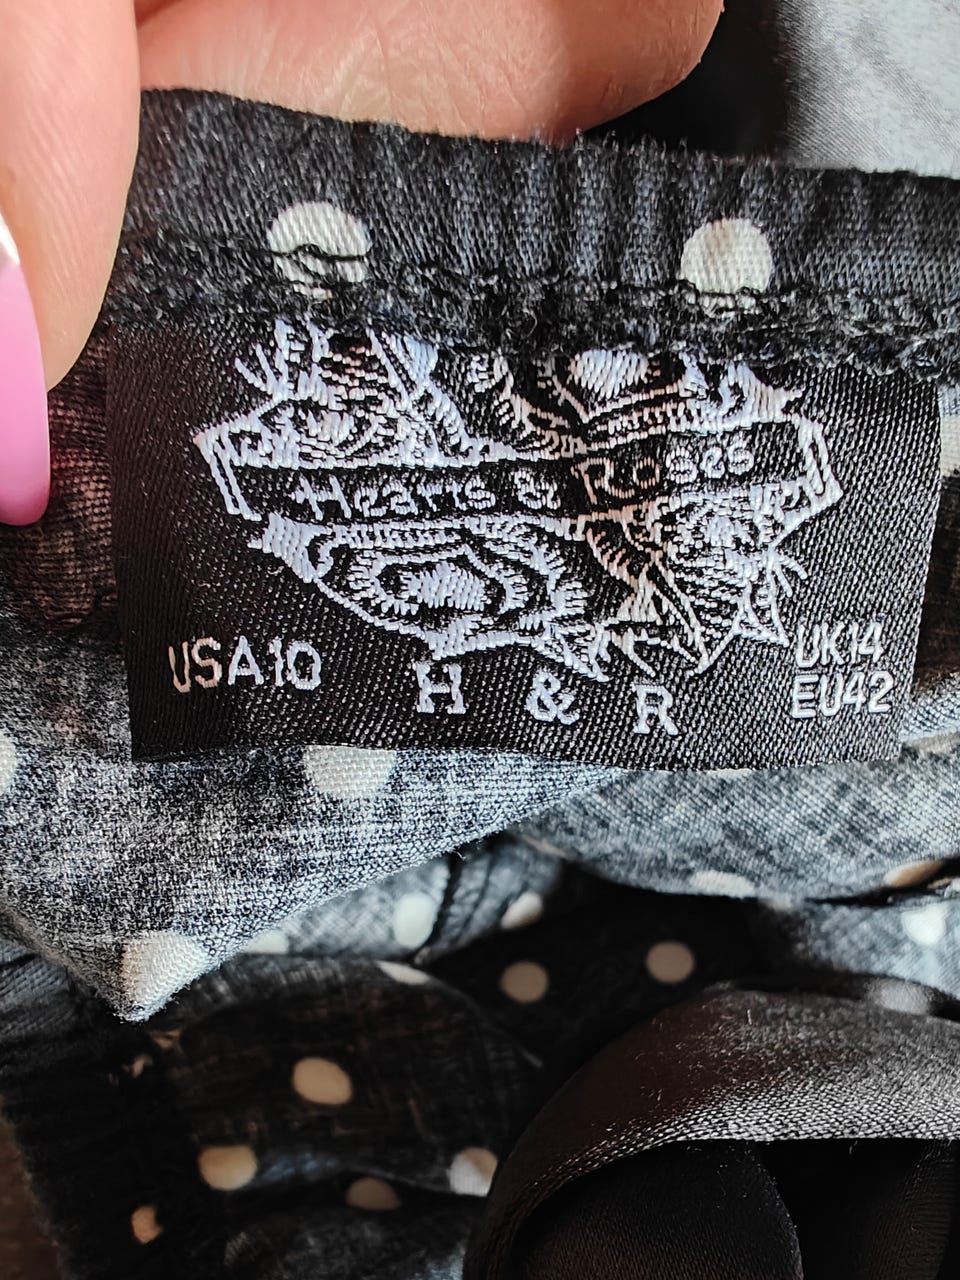 Hearts & Roses
USA10
H & R
UK14
EU42